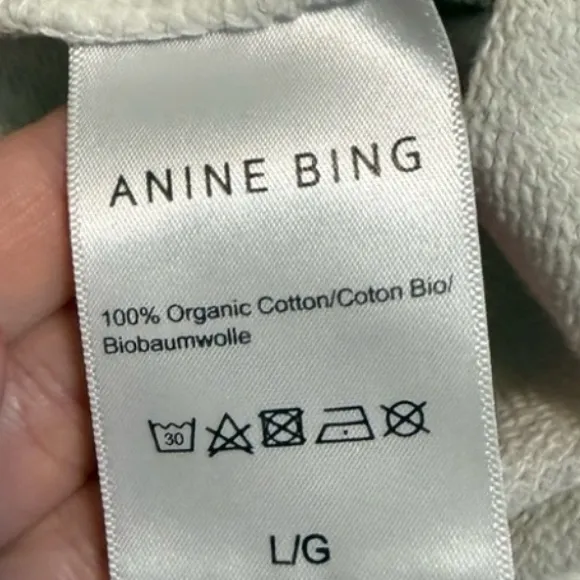 ANINE BING
100% Organic Cotton/Coton Bio/
Biobaumwolle
30
L/G